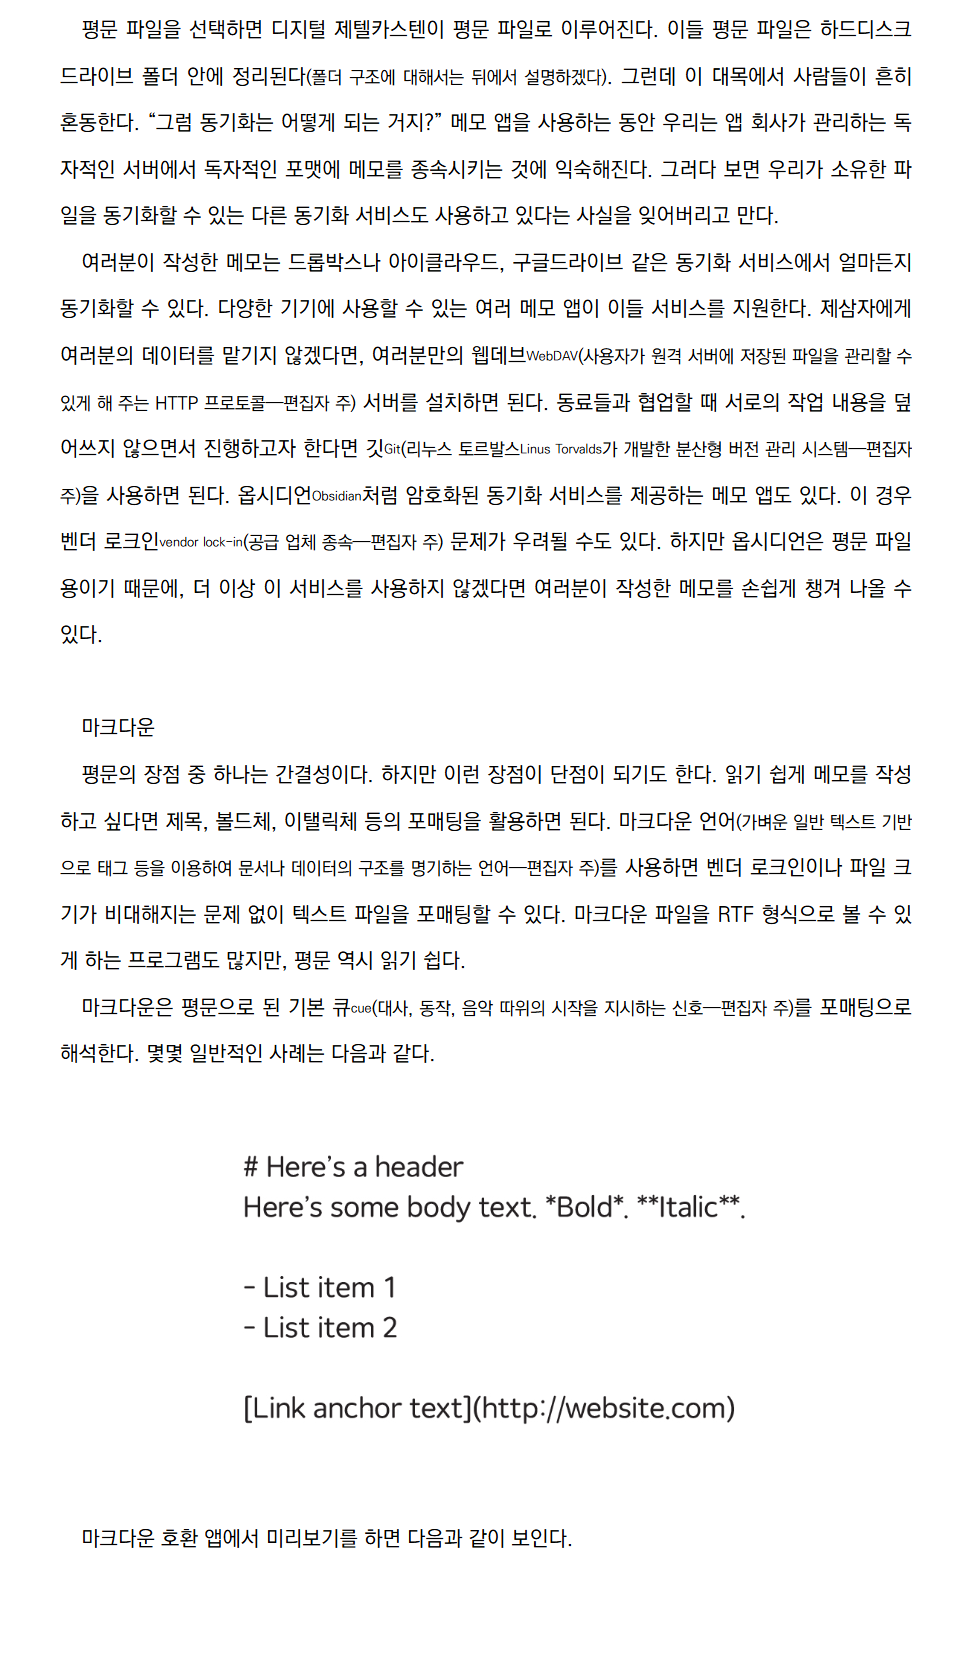 평문 파일을 선택하면 디지털 제텔카스텐이 평문 파일로 이루어진다. 이들 평문 파일은 하드디스크
드라이브 폴더 안에 정리된다(폴더 구조에 대해서는 뒤에서 설명하겠다). 그런데 이 대목에서 사람들이 흔히
혼동한다. “그럼 동기화는 어떻게 되는 거지?” 메모 앱을 사용하는 동안 우리는 앱 회사가 관리하는 독
자적인 서버에서 독자적인 포맷에 메모를 종속시키는 것에 익숙해진다. 그러다 보면 우리가 소유한 파
일을 동기화할 수 있는 다른 동기화 서비스도 사용하고 있다는 사실을 잊어버리고 만다.
여러분이 작성한 메모는 드롭박스나 아이클라우드, 구글드라이브 같은 동기화 서비스에서 얼마든지
동기화할 수 있다. 다양한 기기에 사용할 수 있는 여러 메모 앱이 이들 서비스를 지원한다. 제삼자에게
여러분의 데이터를 맡기지 않겠다면, 여러분만의 웹데브WebDAV(사용자가 원격 서버에 저장된 파일을 관리할 수
있게 해 주는 HTTP 프로토콜―편집자 주) 서버를 설치하면 된다. 동료들과 협업할 때 서로의 작업 내용을 덮
어쓰지 않으면서 진행하고자 한다면 깃Git(리누스 토르발스Linus Torvalds가 개발한 분산형 버전 관리 시스템―편집자
주)을 사용하면 된다. 옵시디언Obsidian처럼 암호화된 동기화 서비스를 제공하는 메모 앱도 있다. 이 경우
벤더 로크인vendor lock-in(공급 업체 종속―편집자 주) 문제가 우려될 수도 있다. 하지만 옵시디언은 평문 파일
용이기 때문에, 더 이상 이 서비스를 사용하지 않겠다면 여러분이 작성한 메모를 손쉽게 챙겨 나올 수
있다.
마크다운
평문의 장점 중 하나는 간결성이다. 하지만 이런 장점이 단점이 되기도 한다. 읽기 쉽게 메모를 작성
하고 싶다면 제목, 볼드체, 이탤릭체 등의 포매팅을 활용하면 된다. 마크다운 언어(가벼운 일반 텍스트 기반
으로 태그 등을 이용하여 문서나 데이터의 구조를 명기하는 언어―편집자 주)를 사용하면 벤더 로크인이나 파일 크
기가 비대해지는 문제 없이 텍스트 파일을 포매팅할 수 있다. 마크다운 파일을 RTF 형식으로 볼 수 있
게 하는 프로그램도 많지만, 평문 역시 읽기 쉽다.
마크다운은 평문으로 된 기본 큐cue(대사, 동작, 음악 따위의 시작을 지시하는 신호―편집자 주)를 포매팅으로
해석한다. 몇몇 일반적인 사례는 다음과 같다.
# Here’s a header
Here’s some body text. *Bold*. **Italic**.
- List item 1
- List item 2
[Link anchor text](http://website.com)
마크다운 호환 앱에서 미리보기를 하면 다음과 같이 보인다.